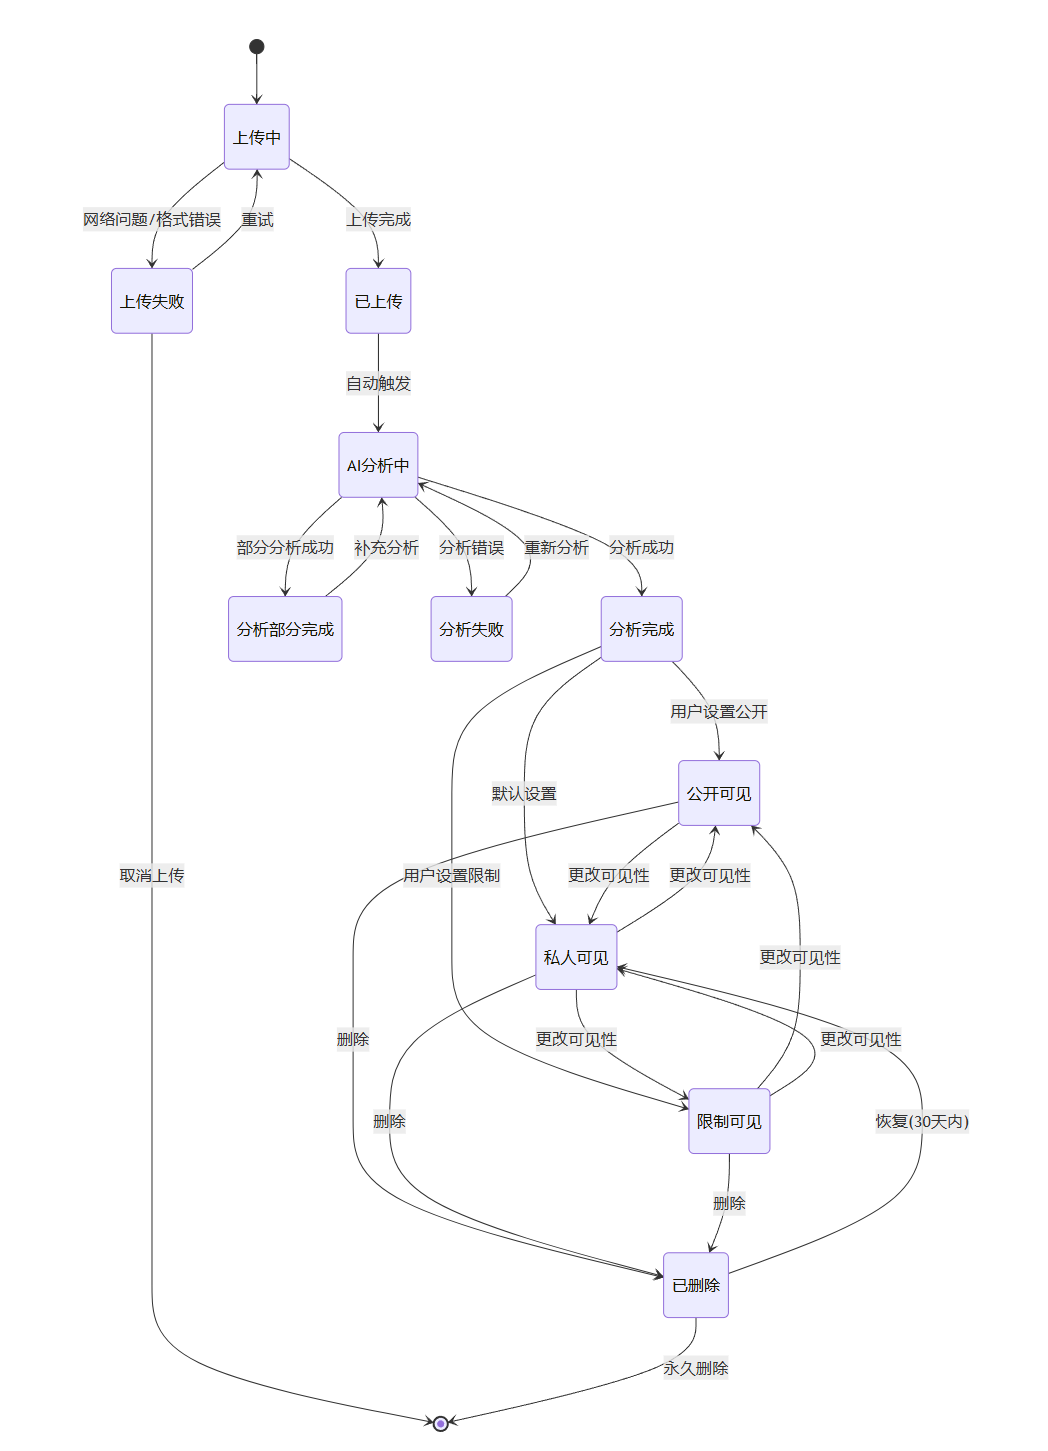 上传中
网络问题/格式错误
重试
上传完成
上传失败
已上传
自动触发
AI分析中
部分分析成功
补充分析
分析错误
重新分析
分析成功
分析部分完成
分析失败
分析完成
用户设置公开
默认设置
公开可见
取消上传
用户设置限制
更改可见性
更改可见性
私人可见
更改可见性
删除
更改可见性
更改可见性
删除
限制可见
恢复(30天内)
删除
已删除
永久删除